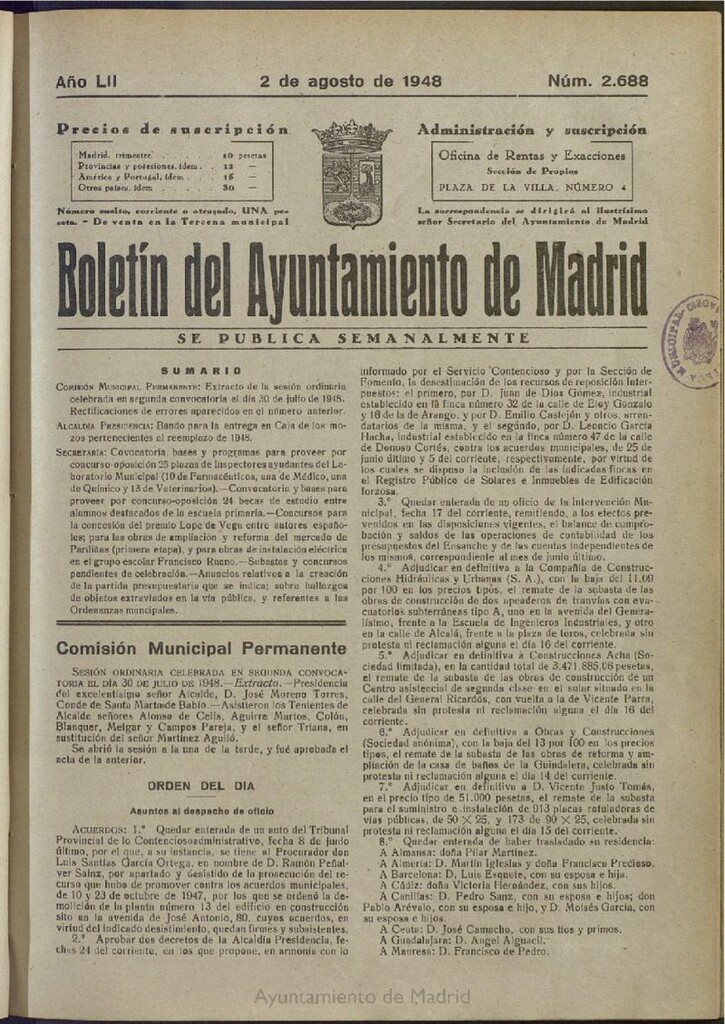 Año LII
2 de agosto de 1948
Núm. 2.688
Precios de suscripción
Madrid, trimestre. . . . . 10 pesetas
Provincias y posesiones, ídem. . 12 —
América y Portugal, ídem. . . 16 —
Otros países, ídem . . . . 30 —
Número suelto, corriente o atrasado, UNA pe-
seta. - De venta en la Tercena municipal
Administración y suscripción
Oficina de Rentas y Exacciones
Sección de Propios
PLAZA DE LA VILLA, NÚMERO 4
La correspondencia se dirigirá al ilustrísimo
señor Secretario del Ayuntamiento de Madrid
Boletín del Ayuntamiento de Madrid
SE PUBLICA SEMANALMENTE
SUMARIO
COMISIÓN MUNICIPAL PERMANENTE: Extracto de la sesión ordinaria
celebrada en segunda convocatoria el día 30 de julio de 1948.
Rectificaciones de errores aparecidos en el número anterior.
ALCALDÍA PRESIDENCIA: Bando para la entrega en Caja de los mo-
zos pertenecientes al reemplazo de 1948.
SECRETARÍA: Convocatoria, bases y programas para proveer por
concurso-oposición 25 plazas de Inspectores ayudantes del La-
boratorio Municipal (10 de Farmacéuticos, una de Médico, una
de Químico y 13 de Veterinarios).—Convocatoria y bases para
proveer por concurso-oposición 24 becas de estudio entre
alumnos destacados de la escuela primaria.—Concursos para
la concesión del premio Lope de Vega entre autores españo-
les; para las obras de ampliación y reforma del mercado de
Pardiñas (primera etapa), y para obras de instalación eléctrica
en el grupo escolar Francisco Ruano.—Subastas y concursos
pendientes de celebración.—Anuncios relativos a la creación
de la partida presupuestaria que se indica; sobre hallazgos
de objetos extraviados en la vía pública, y referentes a las
Ordenanzas municipales.
Comisión Municipal Permanente
SESIÓN ORDINARIA CELEBRADA EN SEGUNDA CONVOCA-
TORIA EL DÍA 30 DE JULIO DE 1948.—Extracto.—Presidencia
del excelentísimo señor Alcalde, D. José Moreno Torres,
Conde de Santa Marta de Babío.—Asistieron los Tenientes de
Alcalde señores Alonso de Celis, Aguirre Martos, Colón,
Blanquer, Melgar y Campos Pareja, y el señor Triana, en
sustitución del señor Martínez Agulló.
Se abrió la sesión a la una de la tarde, y fué aprobada el
acta de la anterior.
ORDEN DEL DIA
Asuntos al despacho de oficio
ACUERDOS: 1.º Quedar enterada de un auto del Tribunal
Provincial de lo Contenciosoadministrativo, fecha 8 de junio
último, por el que, a su instancia, se tiene al Procurador don
Luis Santías García Ortega, en nombre de D. Ramón Peñal-
ver Sainz, por apartado y desistido de la prosecución del re-
curso que hubo de promover contra los acuerdos municipales,
de 10 y 23 de octubre de 1947, por los que se ordenó la de-
molición de la planta número 13 del edificio en construcción
sito en la avenida de José Antonio, 80, cuyos acuerdos, en
virtud del indicado desistimiento, quedan firmes y subsistentes.
2.º Aprobar dos decretos de la Alcaldía Presidencia, fe-
chas 24 del corriente, en los que propone, en armonía con lo
informado por el Servicio Contencioso y por la Sección de
Fomento, la desestimación de los recursos de reposición inter-
puestos: el primero, por D. Juan de Dios Gómez, industrial
establecido en la finca número 32 de la calle de Eloy Gonzalo
y 18 de la de Arango, y por D. Emilio Castejón y otros, arren-
datarios de la misma, y el segundo, por D. Leoncio García
Hacha, industrial establecido en la finca número 47 de la calle
de Donoso Cortés, contra los acuerdos municipales, de 25 de
junio último y 5 del corriente, respectivamente, por virtud de
los cuales se dispuso la inclusión de las indicadas fincas en
el Registro Público de Solares e Inmuebles de Edificación
forzosa.
3.º Quedar enterada de un oficio de la Intervención Mu-
nicipal, fecha 17 del corriente, remitiendo, a los efectos pre-
venidos en las disposiciones vigentes, el balance de compro-
bación y saldos de las operaciones de contabilidad de los
presupuestos del Ensanche y de las cuentas independientes de
los mismos, correspondiente al mes de junio último.
4.º Adjudicar en definitiva a la Compañía de Construc-
ciones Hidráulicas y Urbanas (S. A.), con la baja del 11,09
por 100 en los precios tipos, el remate de la subasta de las
obras de construcción de dos apeaderos de tranvías con eva-
cuatorios subterráneos tipo A, uno en la avenida del Genera-
lísimo, frente a la Escuela de Ingenieros Industriales, y otro
en la calle de Alcalá, frente a la plaza de toros, celebrada sin
protesta ni reclamación alguna el día 16 del corriente.
5.º Adjudicar en definitiva a Construcciones Acha (So-
ciedad limitada), en la cantidad total de 3.471.885,06 pesetas,
el remate de la subasta de las obras de construcción de un
Centro asistencial de segunda clase en el solar situado en la
calle del General Ricardos, con vuelta a la de Vicente Parra,
celebrada sin protesta ni reclamación alguna el día 16 del
corriente.
6.º Adjudicar en definitiva a Obras y Construcciones
(Sociedad anónima), con la baja del 13 por 100 en los precios
tipos, el remate de la subasta de las obras de reforma y am-
pliación de la casa de baños de la Guindalera, celebrada sin
protesta ni reclamación alguna el día 14 del corriente.
7.º Adjudicar en definitiva a D. Vicente Justo Tomás,
en el precio tipo de 51.000 pesetas, el remate de la subasta
para el suministro e instalación de 913 placas rotuladoras de
vías públicas, de 50 × 25, y 173 de 90 × 25, celebrada sin
protesta ni reclamación alguna el día 15 del corriente.
8.º Quedar enterada de haber trasladado su residencia:
A Almansa: doña Pilar Martínez.
A Almería: D. Martín Iglesias y doña Francisca Precioso.
A Barcelona: D. Luis Esquete, con su esposa e hija.
A Cádiz: doña Victoria Hernández, con sus hijos.
A Canillas: D. Pedro Sanz, con su esposa e hijos; don
Pablo Arévalo, con su esposa e hijo, y D. Moisés García, con
su esposa e hijos.
A Ceuta: D. José Camacho, con sus tíos y primos.
A Guadalajara: D. Angel Alguacil.
A Manresa: D. Francisco de Pedro.
Ayuntamiento de Madrid